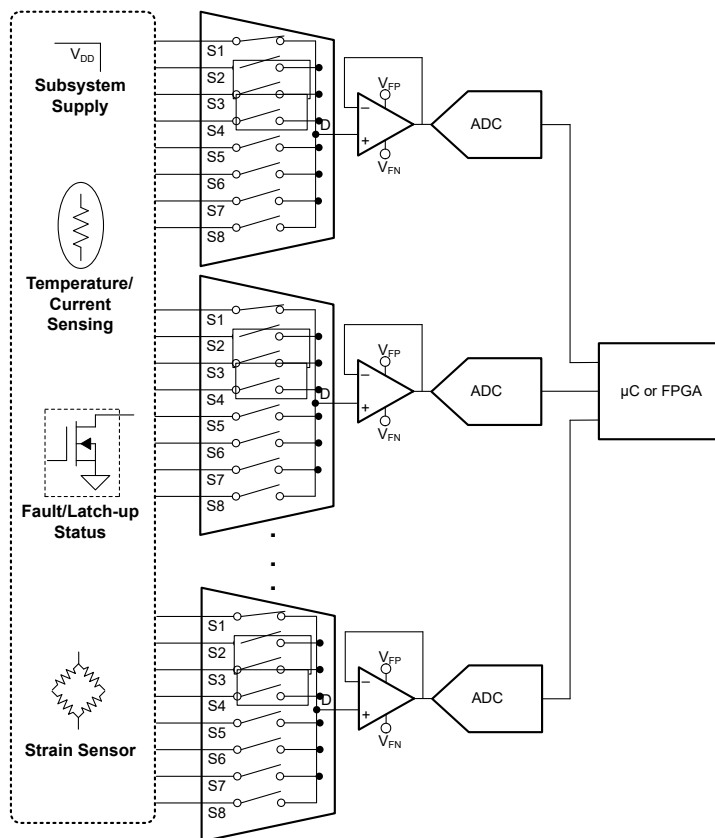 V_DD
Subsystem
Supply
Temperature/
Current
Sensing
Fault/Latch-up
Status
Strain Sensor
S1
S2
S3
S4
S5
S6
S7
S8
D
−
+
V_FP
V_FN
ADC
S1
S2
S3
S4
S5
S6
S7
S8
D
−
+
V_FP
V_FN
ADC
µC or FPGA
S1
S2
S3
S4
S5
S6
S7
S8
D
−
+
V_FP
V_FN
ADC